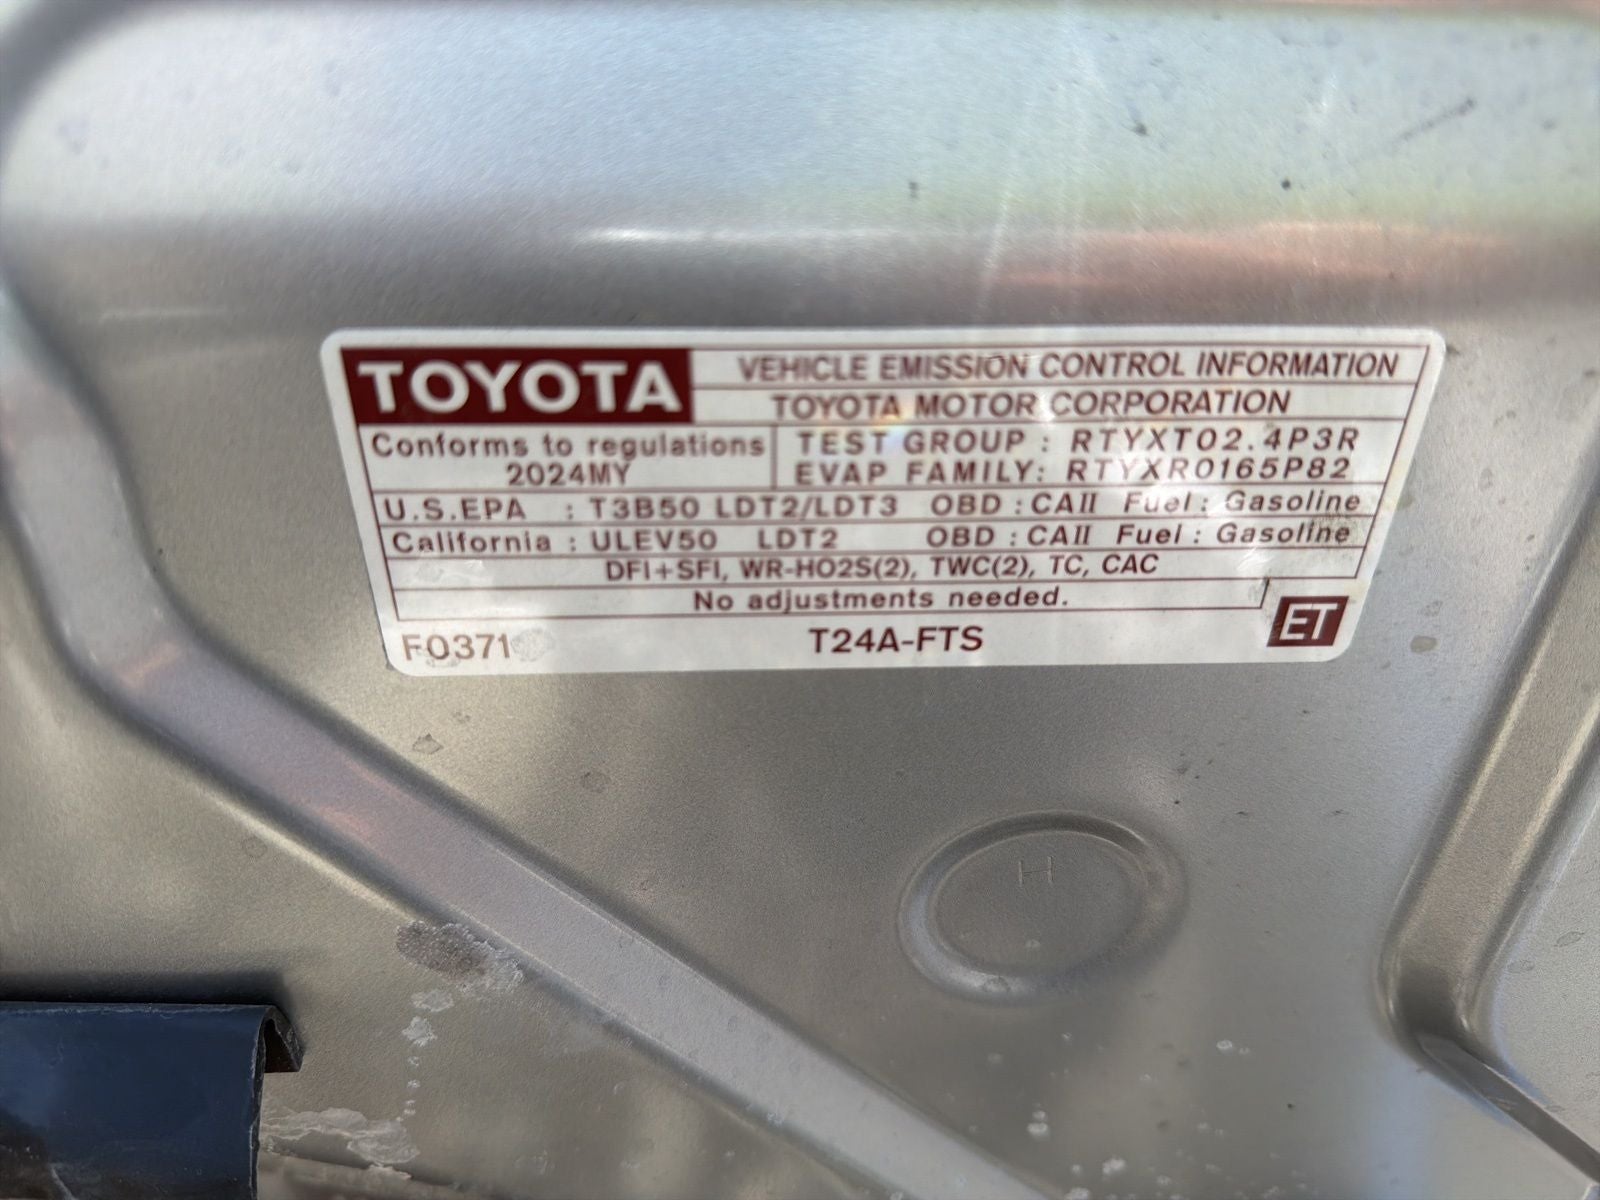 TOYOTA VEHICLE EMISSION CONTROL INFORMATION
TOYOTA MOTOR CORPORATION
Conforms to regulations
2024MY
TEST GROUP : RTYXT02.4P3R
EVAP FAMILY: RTYXR0165P82
U.S.EPA : T3B50 LDT2/LDT3 OBD : CAII Fuel : Gasoline
California : ULEV50 LDT2 OBD : CAII Fuel : Gasoline
DFI+SFI, WR-HO2S(2), TWC(2), TC, CAC
No adjustments needed.
F0371 T24A-FTS ET
H